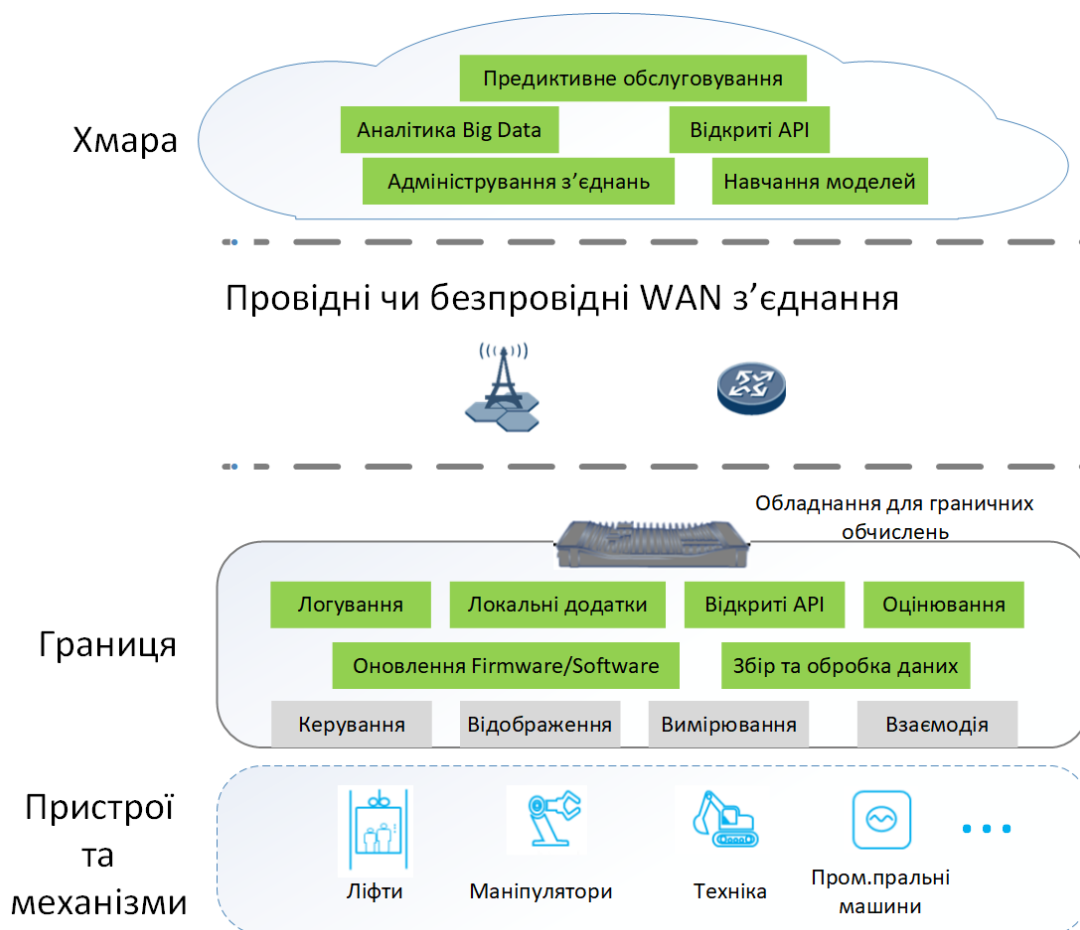 Предиктивне обслуговування
Аналітика Big Data
Відкриті API
Хмара
Адміністрування з’єднань
Навчання моделей
Провідні чи безпровідні WAN з’єднання
Обладнання для граничних
обчислень
Логування
Локальні додатки
Відкриті API
Оцінювання
Границя
Оновлення Firmware/Software
Збір та обробка даних
Керування
Відображення
Вимірювання
Взаємодія
Пристрої
та
механізми
Ліфти
Маніпулятори
Техніка
Пром.пральні
машини